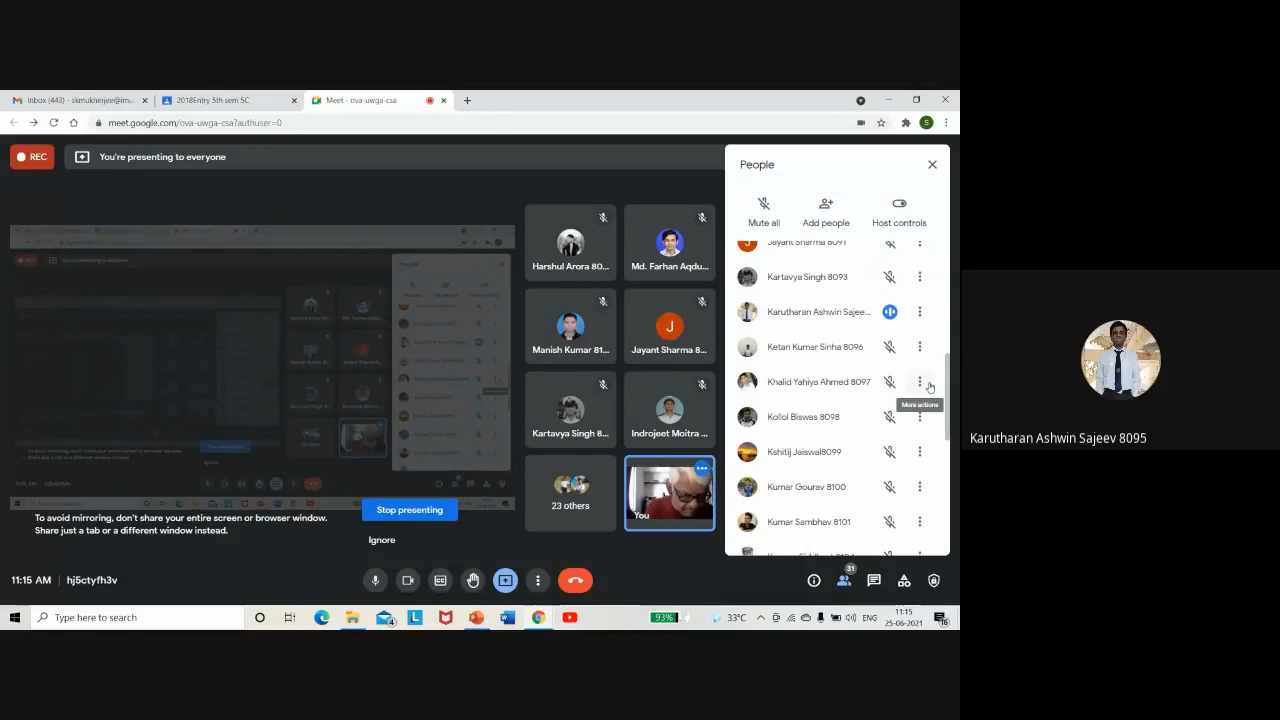 Inbox (443) - skmukherjee@imu.
2018Entry 5th sem SC
Meet - ova-uwga-csa
meet.google.com/ova-uwga-csa?authuser=0
S
REC
You're presenting to everyone
People
Mute all
Add people
Host controls
Jayant Sharma 8091
Kartavya Singh 8093
Karutharan Ashwin Sajee...
Ketan Kumar Sinha 8096
Khalid Yahiya Ahmed 8097
More actions
Kollol Biswas 8098
Kshitij Jaiswal8099
Kumar Gourav 8100
Kumar Sambhav 8101
Harshul Arora 80...
Md. Farhan Aqdu...
Manish Kumar 81...
J
Jayant Sharma 8...
Kartavya Singh 8...
Indrojeet Moitra ...
23 others
You
To avoid mirroring, don't share your entire screen or browser window.
Share just a tab or a different window instead.
Stop presenting
Ignore
11:15 AM | hj5ctyfh3v
31
Type here to search
4
L
93%
33°C
ENG
11:15
25-06-2021
16
Karutharan Ashwin Sajeev 8095